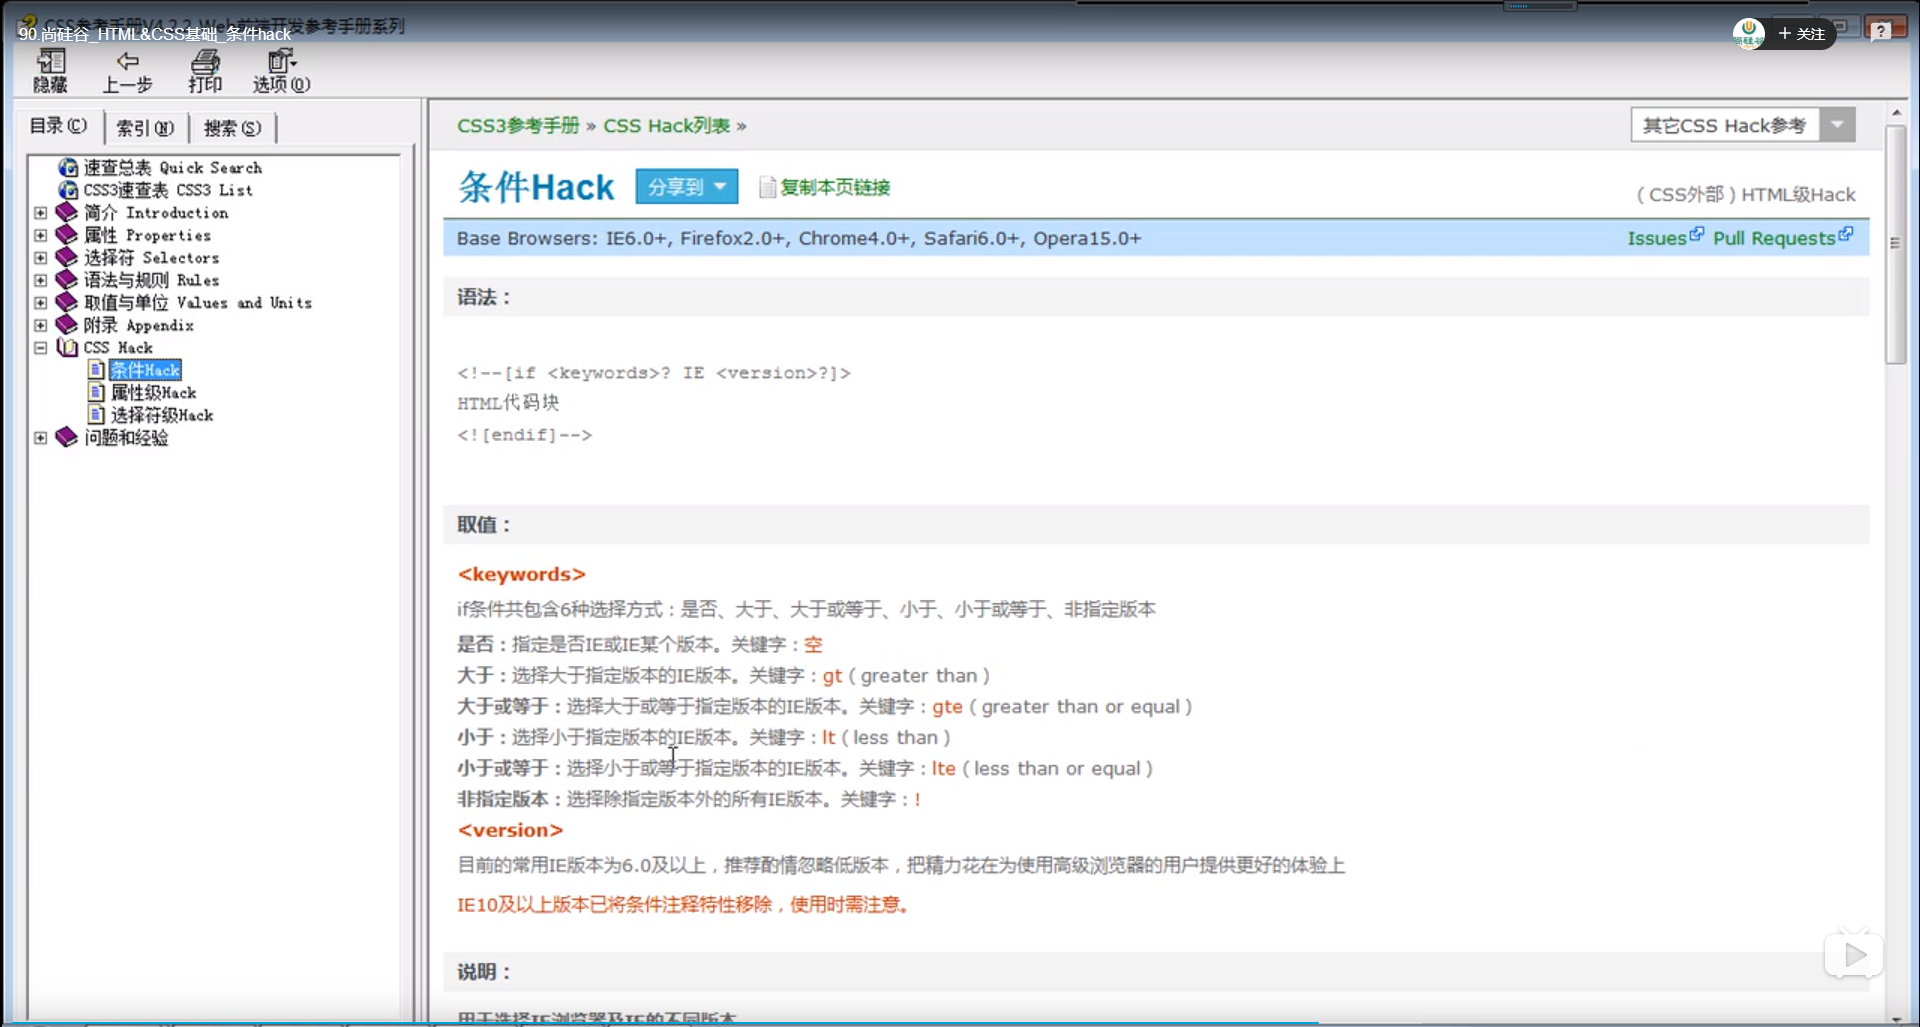 CSS参考手册V4.2.2 Web前端开发参考手册系列
90.尚硅谷_HTML&CSS基础_条件hack
+ 关注
隐藏 上一步 打印 选项(O)
目录(C) 索引(N) 搜索(S)
速查总表 Quick Search
CSS3速查表 CSS3 List
简介 Introduction
属性 Properties
选择符 Selectors
语法与规则 Rules
取值与单位 Values and Units
附录 Appendix
CSS Hack
条件Hack
属性级Hack
选择符级Hack
问题和经验
CSS3参考手册 » CSS Hack列表 »
其它CSS Hack参考
条件Hack 分享到 复制本页链接
( CSS外部 ) HTML级Hack
Base Browsers: IE6.0+, Firefox2.0+, Chrome4.0+, Safari6.0+, Opera15.0+
Issues Pull Requests
语法：
<!--[if <keywords>? IE <version>?]>
HTML代码块
<![endif]-->
取值：
<keywords>
if条件共包含6种选择方式：是否、大于、大于或等于、小于、小于或等于、非指定版本
是否：指定是否IE或IE某个版本。关键字：空
大于：选择大于指定版本的IE版本。关键字：gt ( greater than )
大于或等于：选择大于或等于指定版本的IE版本。关键字：gte ( greater than or equal )
小于：选择小于指定版本的IE版本。关键字：lt ( less than )
小于或等于：选择小于或等于指定版本的IE版本。关键字：lte ( less than or equal )
非指定版本：选择除指定版本外的所有IE版本。关键字：!
<version>
目前的常用IE版本为6.0及以上，推荐酌情忽略低版本，把精力花在为使用高级浏览器的用户提供更好的体验上
IE10及以上版本已将条件注释特性移除，使用时需注意。
说明：
用于选择IE浏览器及IE的不同版本